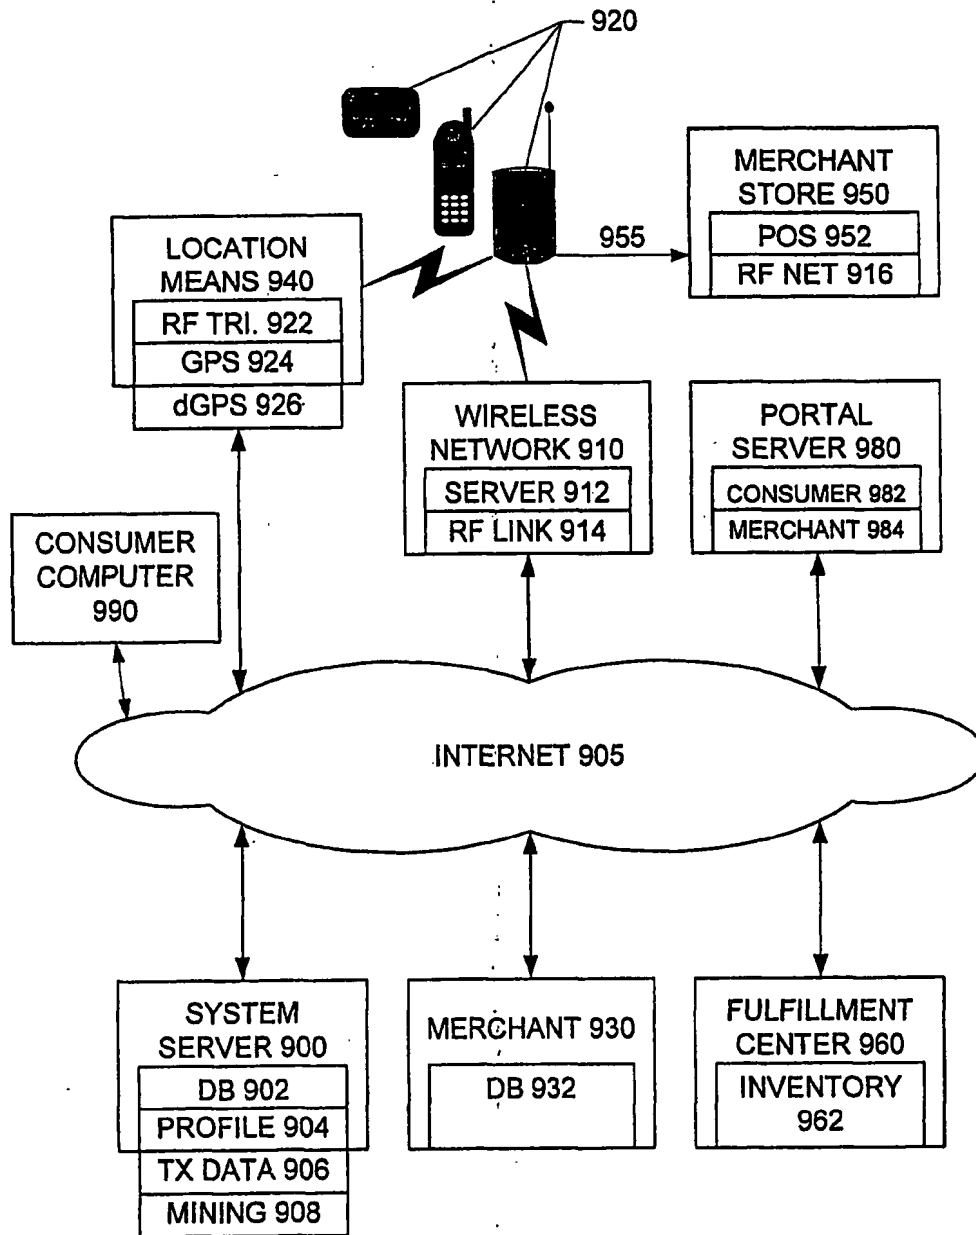 920
MERCHANT
STORE 950
POS 952
RF NET 916
955
LOCATION
MEANS 940
RF TRI. 922
GPS 924
dGPS 926
WIRELESS
NETWORK 910
SERVER 912
RF LINK 914
PORTAL
SERVER 980
CONSUMER 982
MERCHANT 984
CONSUMER
COMPUTER
990
INTERNET 905
SYSTEM
SERVER 900
DB 902
PROFILE 904
TX DATA 906
MINING 908
MERCHANT 930
DB 932
FULFILLMENT
CENTER 960
INVENTORY
962